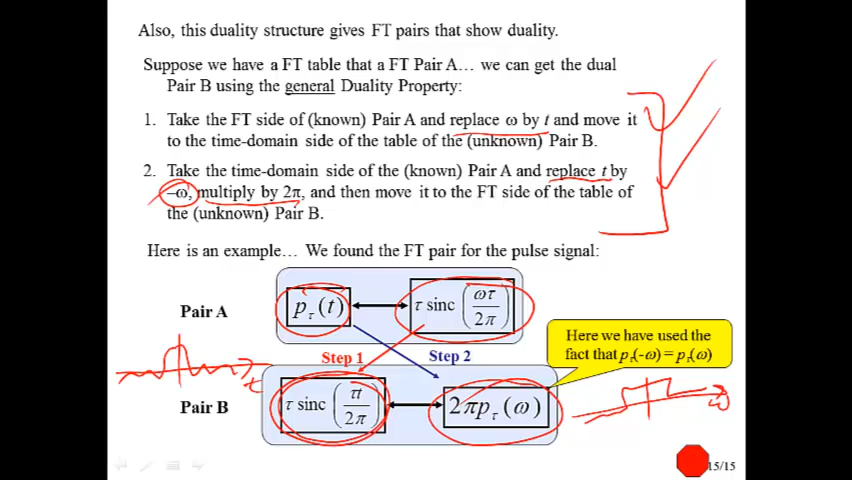 Also, this duality structure gives FT pairs that show duality.
Suppose we have a FT table that a FT Pair A… we can get the dual
Pair B using the general Duality Property:
1. Take the FT side of (known) Pair A and replace ω by t and move it
to the time-domain side of the table of the (unknown) Pair B.
2. Take the time-domain side of the (known) Pair A and replace t by
–ω, multiply by 2π, and then move it to the FT side of the table of
the (unknown) Pair B.
Here is an example… We found the FT pair for the pulse signal:
Pair A
pτ(t)
τ sinc (ωτ/2π)
Here we have used the
fact that pτ(-ω) = pτ(ω)
Step 1
Step 2
t
Pair B
τ sinc (τt/2π)
2πpτ(ω)
ω
15/15